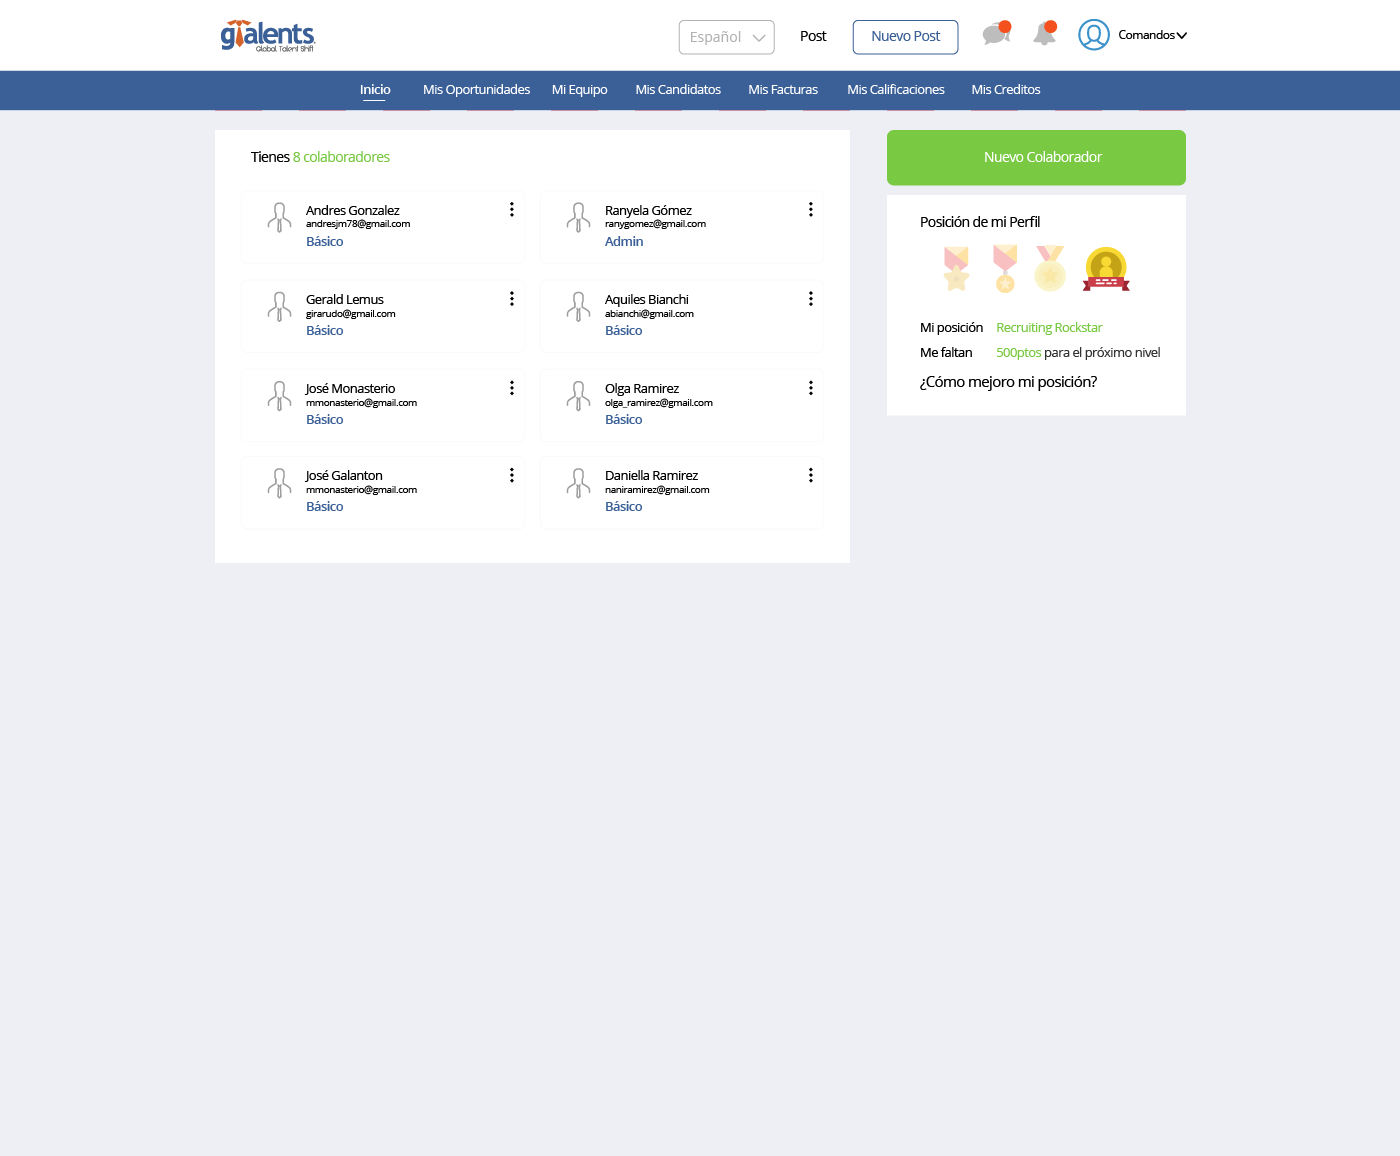 gtalents.
Global Talent Shift
Español
Post
Nuevo Post
Comandos
Inicio
Mis Oportunidades
Mi Equipo
Mis Candidatos
Mis Facturas
Mis Calificaciones
Mis Creditos
Tienes 8 colaboradores
Andres Gonzalez
andresjm78@gmail.com
Básico
Ranyela Gómez
ranygomez@gmail.com
Admin
Gerald Lemus
girarudo@gmail.com
Básico
Aquiles Bianchi
abianchi@gmail.com
Básico
José Monasterio
mmonasterio@gmail.com
Básico
Olga Ramirez
olga_ramirez@gmail.com
Básico
José Galanton
mmonasterio@gmail.com
Básico
Daniella Ramirez
naniramirez@gmail.com
Básico
Nuevo Colaborador
Posición de mi Perfil
Mi posición Recruiting Rockstar
Me faltan 500ptos para el próximo nivel
¿Cómo mejoro mi posición?